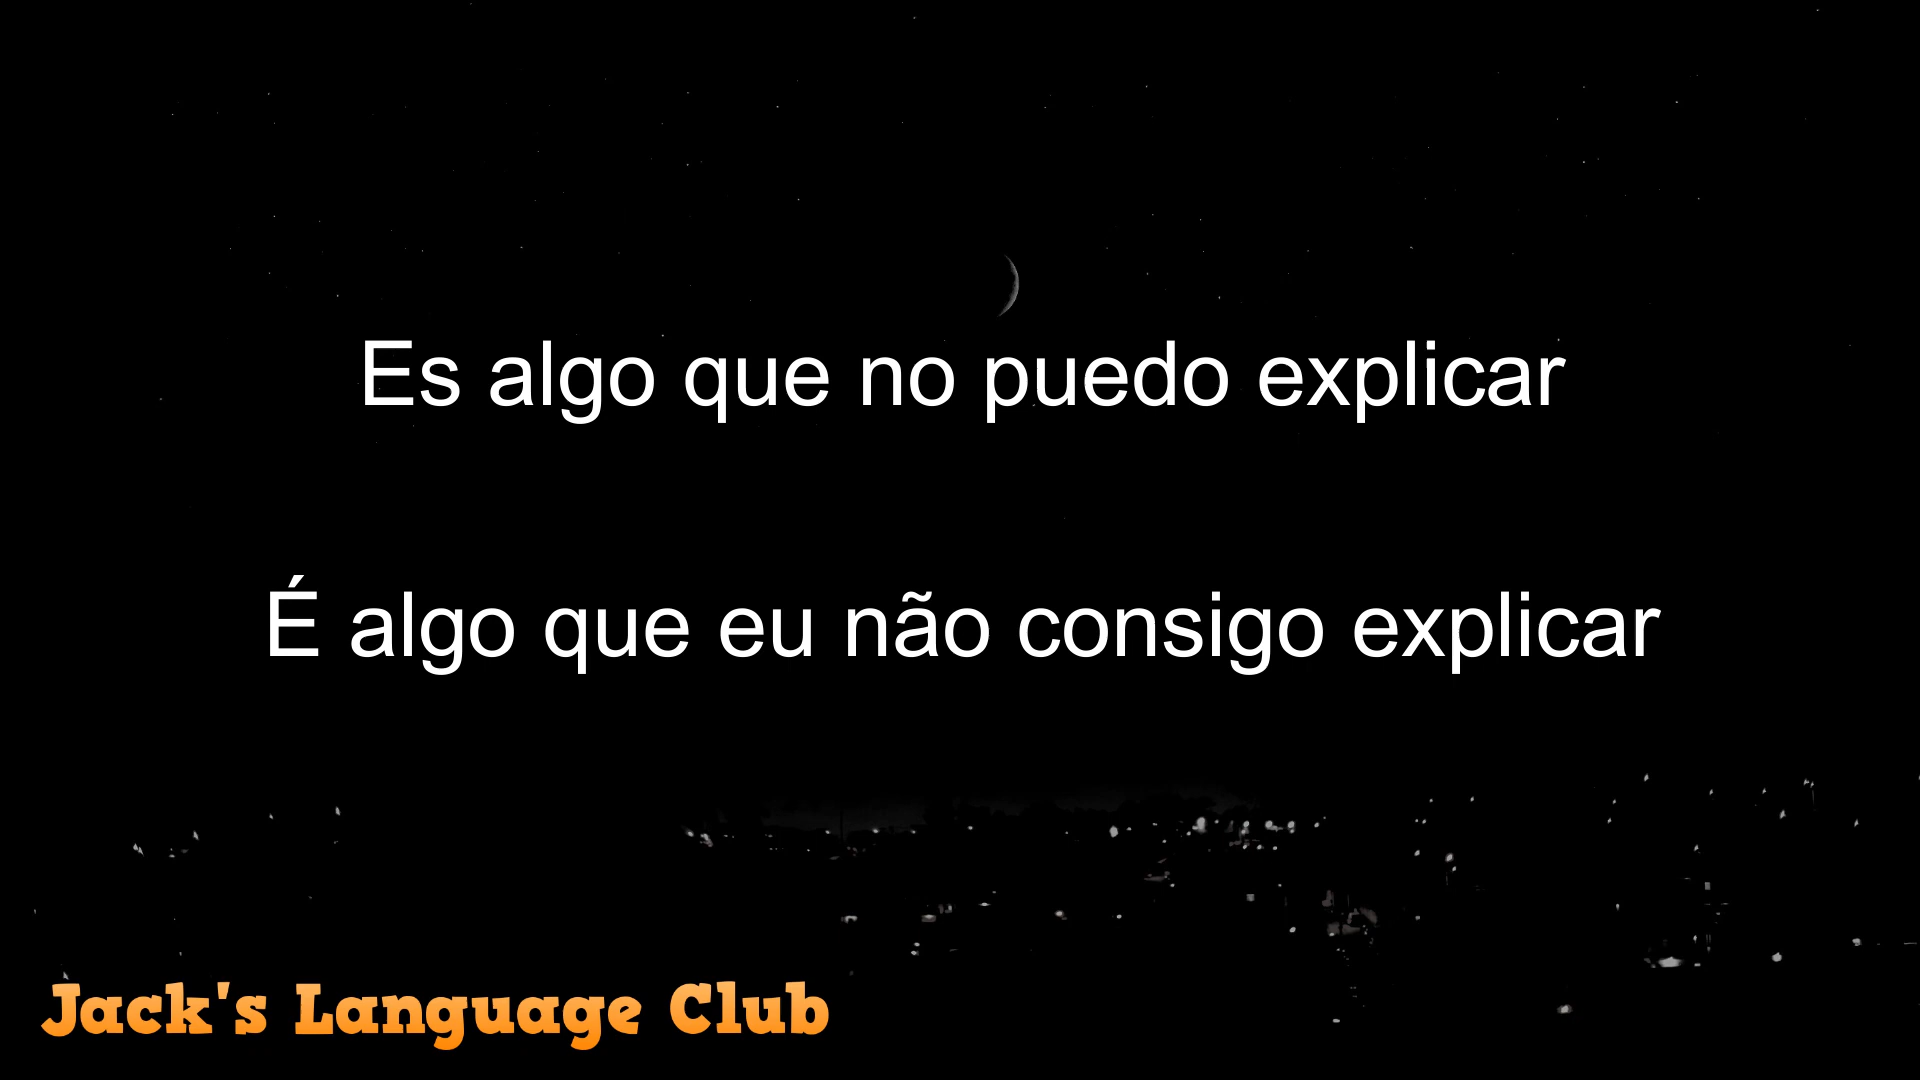 Es algo que no puedo explicar
É algo que eu não consigo explicar
Jack's Language Club